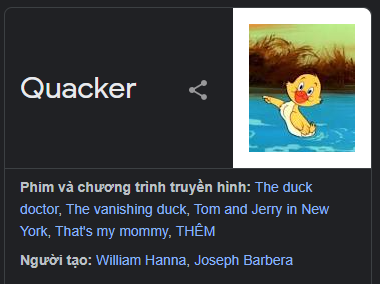 Quacker
Phim và chương trình truyền hình: The duck
doctor, The vanishing duck, Tom and Jerry in New
York, That's my mommy, THÊM
Người tạo: William Hanna, Joseph Barbera